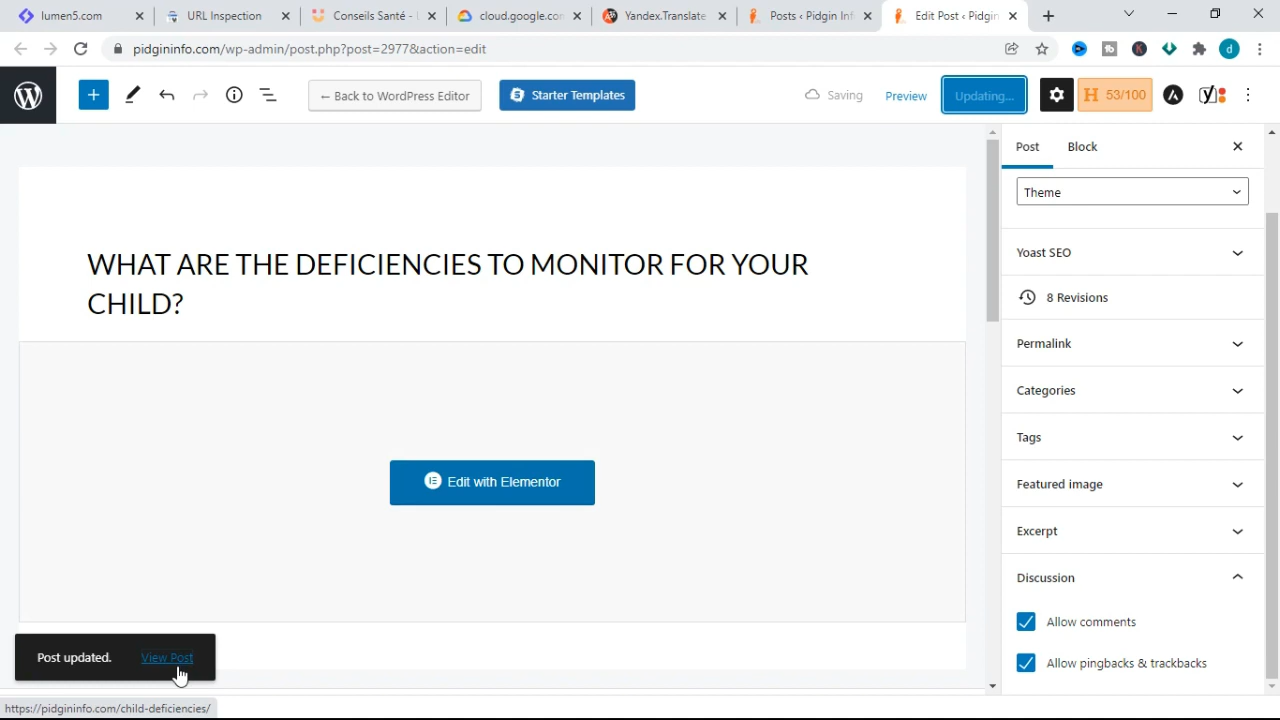 lumen5.com
URL Inspection
Conseils Santé -
cloud.google.con
Yandex.Translate
Posts ‹ Pidgin Inf
Edit Post ‹ Pidgin
pidgininfo.com/wp-admin/post.php?post=2977&action=edit
d
← Back to WordPress Editor
Starter Templates
Saving
Preview
Updating...
53/100
Post
Block
Theme
WHAT ARE THE DEFICIENCIES TO MONITOR FOR YOUR
CHILD?
Yoast SEO
8 Revisions
Permalink
Categories
Tags
Edit with Elementor
Featured image
Excerpt
Discussion
Allow comments
Allow pingbacks & trackbacks
Post updated.
View Post
https://pidgininfo.com/child-deficiencies/